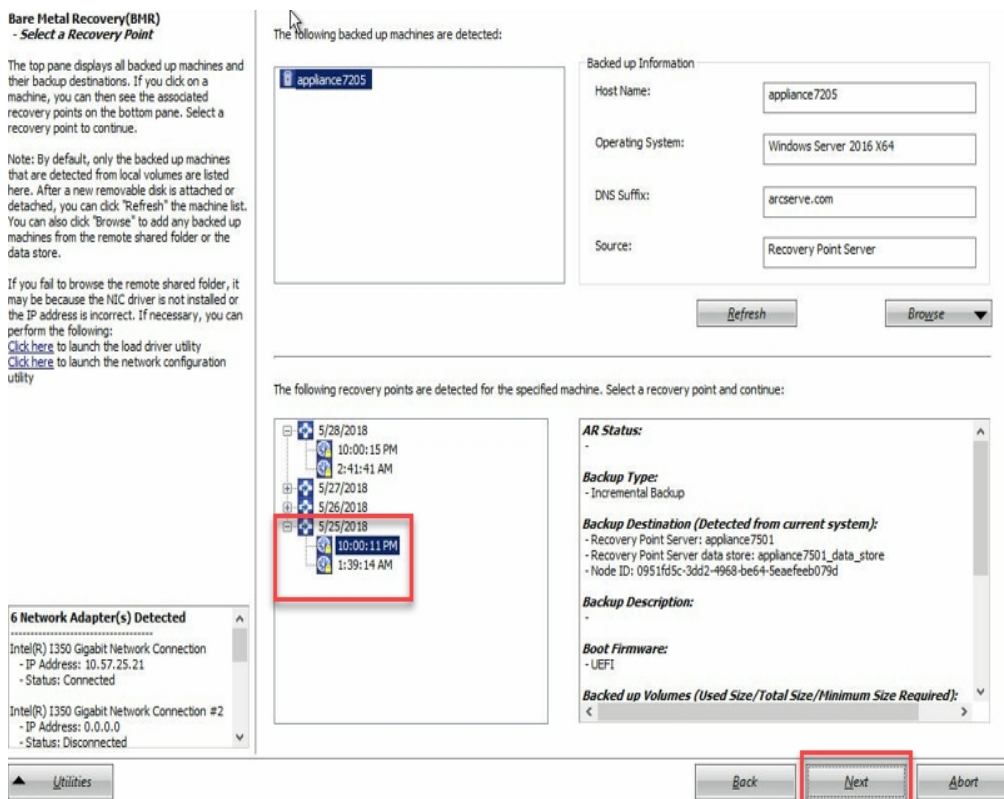 Bare Metal Recovery(BMR)
- Select a Recovery Point
The top pane displays all backed up machines and
their backup destinations. If you click on a
machine, you can then see the associated
recovery points on the bottom pane. Select a
recovery point to continue.
Note: By default, only the backed up machines
that are detected from local volumes are listed
here. After a new removable disk is attached or
detached, you can click "Refresh" the machine list.
You can also click "Browse" to add any backed up
machines from the remote shared folder or the
data store.
If you fail to browse the remote shared folder, it
may be because the NIC driver is not installed or
the IP address is incorrect. If necessary, you can
perform the following:
Click here to launch the load driver utility
Click here to launch the network configuration
utility
6 Network Adapter(s) Detected
Intel(R) I350 Gigabit Network Connection
- IP Address: 10.57.25.21
- Status: Connected
Intel(R) I350 Gigabit Network Connection #2
- IP Address: 0.0.0.0
- Status: Disconnected
The following backed up machines are detected:
appliance7205
Backed up Information
Host Name: appliance7205
Operating System: Windows Server 2016 X64
DNS Suffix: arcserve.com
Source: Recovery Point Server
Refresh
Browse
The following recovery points are detected for the specified machine. Select a recovery point and continue:
5/28/2018
10:00:15 PM
2:41:41 AM
5/27/2018
5/26/2018
5/25/2018
10:00:11 PM
1:39:14 AM
AR Status:
-
Backup Type:
- Incremental Backup
Backup Destination (Detected from current system):
- Recovery Point Server: appliance7501
- Recovery Point Server data store: appliance7501_data_store
- Node ID: 0951fd5c-3dd2-4968-be64-5eaefeeb079d
Backup Description:
-
Boot Firmware:
- UEFI
Backed up Volumes (Used Size/Total Size/Minimum Size Required):
Utilities
Back
Next
Abort